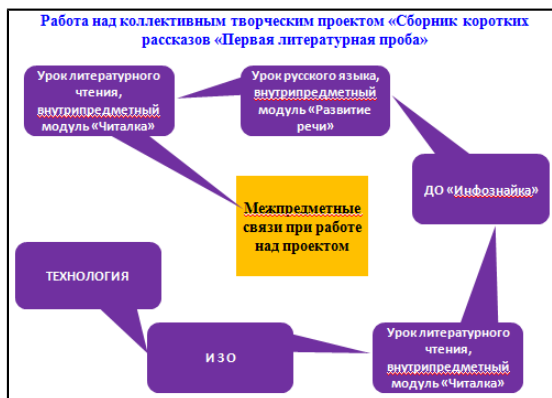 Работа над коллективным творческим проектом «Сборник коротких
рассказов «Первая литературная проба»
Урок литературного
чтения,
внутрипредметный
модуль «Читалка»
Урок русского языка,
внутрипредметный
модуль «Развитие
речи»
ДО «Инфознайка»
Межпредметные
связи при работе
над проектом
ТЕХНОЛОГИЯ
И З О
Урок литературного
чтения,
внутрипредметный
модуль «Читалка»